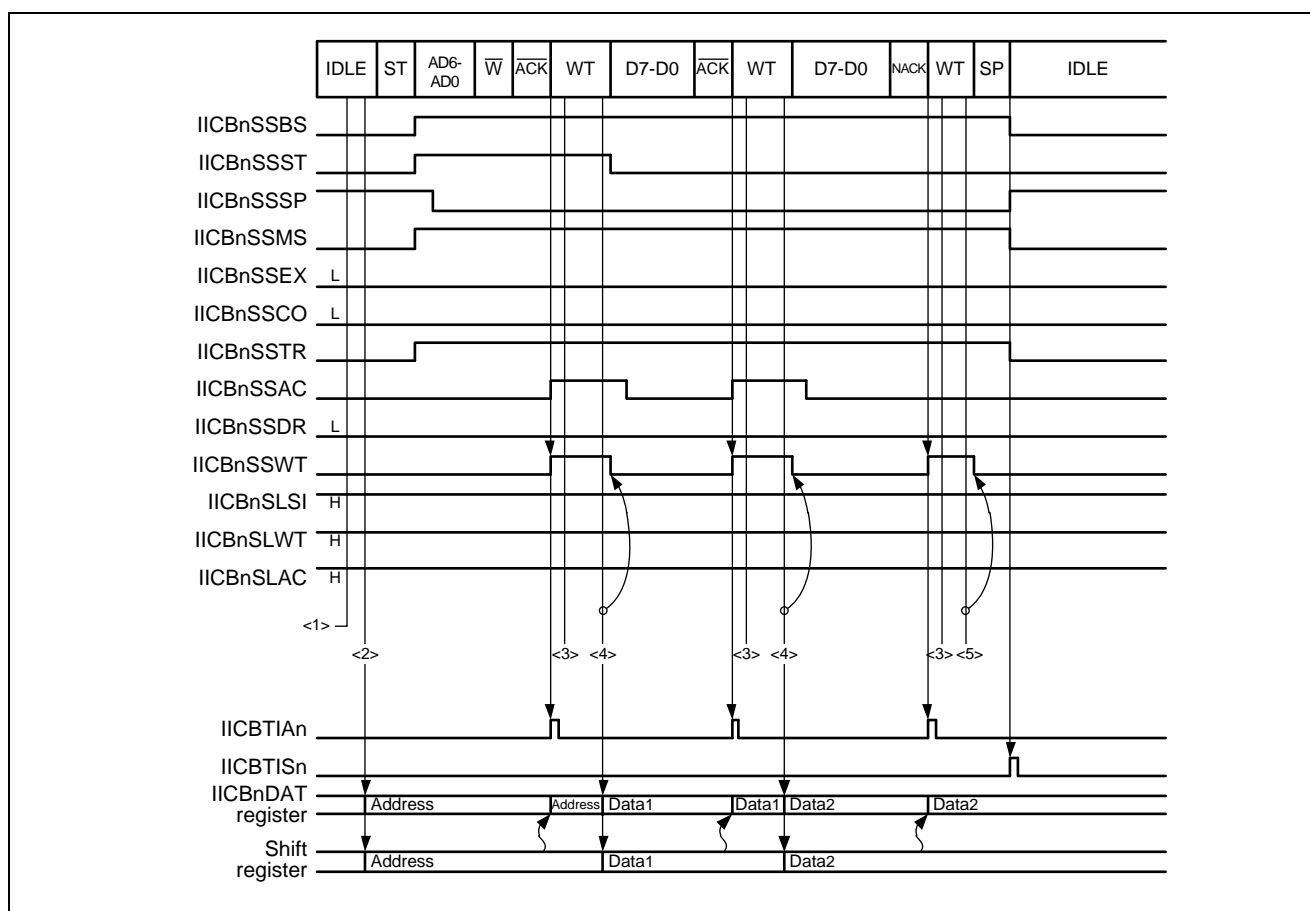 IDLE ST AD6-AD0 W ACK WT D7-D0 ACK WT D7-D0 NACK WT SP IDLE
IICBnSSBS
IICBnSSST
IICBnSSSP
IICBnSSMS
IICBnSSEX L
IICBnSSCO L
IICBnSSTR
IICBnSSAC
IICBnSSDR L
IICBnSSWT
IICBnSLSI H
IICBnSLWT H
IICBnSLAC H
<1>
<2> <3> <4> <3> <4> <3> <5>
IICBTIAn
IICBTISn
IICBnDAT
register
Address Address Data1 Data1 Data2 Data2
Shift
register
Address Data1 Data2